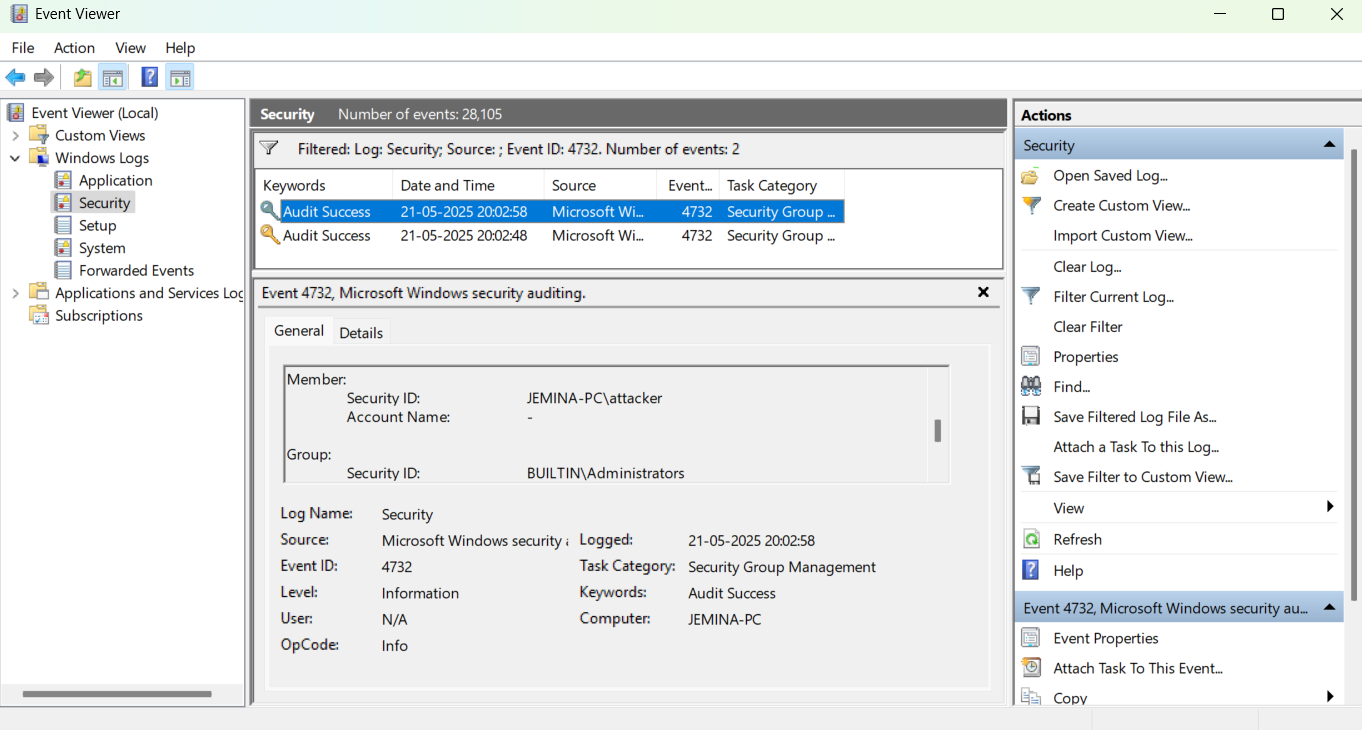 Event Viewer
File Action View Help
Event Viewer (Local)
Custom Views
Windows Logs
Application
Security
Setup
System
Forwarded Events
Applications and Services Log
Subscriptions
Security Number of events: 28,105
Filtered: Log: Security; Source: ; Event ID: 4732. Number of events: 2
Keywords Date and Time Source Event... Task Category
Audit Success 21-05-2025 20:02:58 Microsoft Wi... 4732 Security Group ...
Audit Success 21-05-2025 20:02:48 Microsoft Wi... 4732 Security Group ...
Event 4732, Microsoft Windows security auditing.
General Details
Member:
Security ID: JEMINA-PC\attacker
Account Name: -
Group:
Security ID: BUILTIN\Administrators
Log Name: Security
Source: Microsoft Windows security Logged: 21-05-2025 20:02:58
Event ID: 4732 Task Category: Security Group Management
Level: Information Keywords: Audit Success
User: N/A Computer: JEMINA-PC
OpCode: Info
Actions
Security
Open Saved Log...
Create Custom View...
Import Custom View...
Clear Log...
Filter Current Log...
Clear Filter
Properties
Find...
Save Filtered Log File As...
Attach a Task To this Log...
Save Filter to Custom View...
View
Refresh
Help
Event 4732, Microsoft Windows security au...
Event Properties
Attach Task To This Event...
Copy